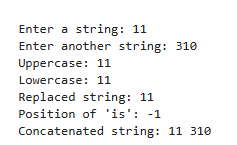 Enter a string: 11
Enter another string: 310
Uppercase: 11
Lowercase: 11
Replaced string: 11
Position of 'is': -1
Concatenated string: 11 310